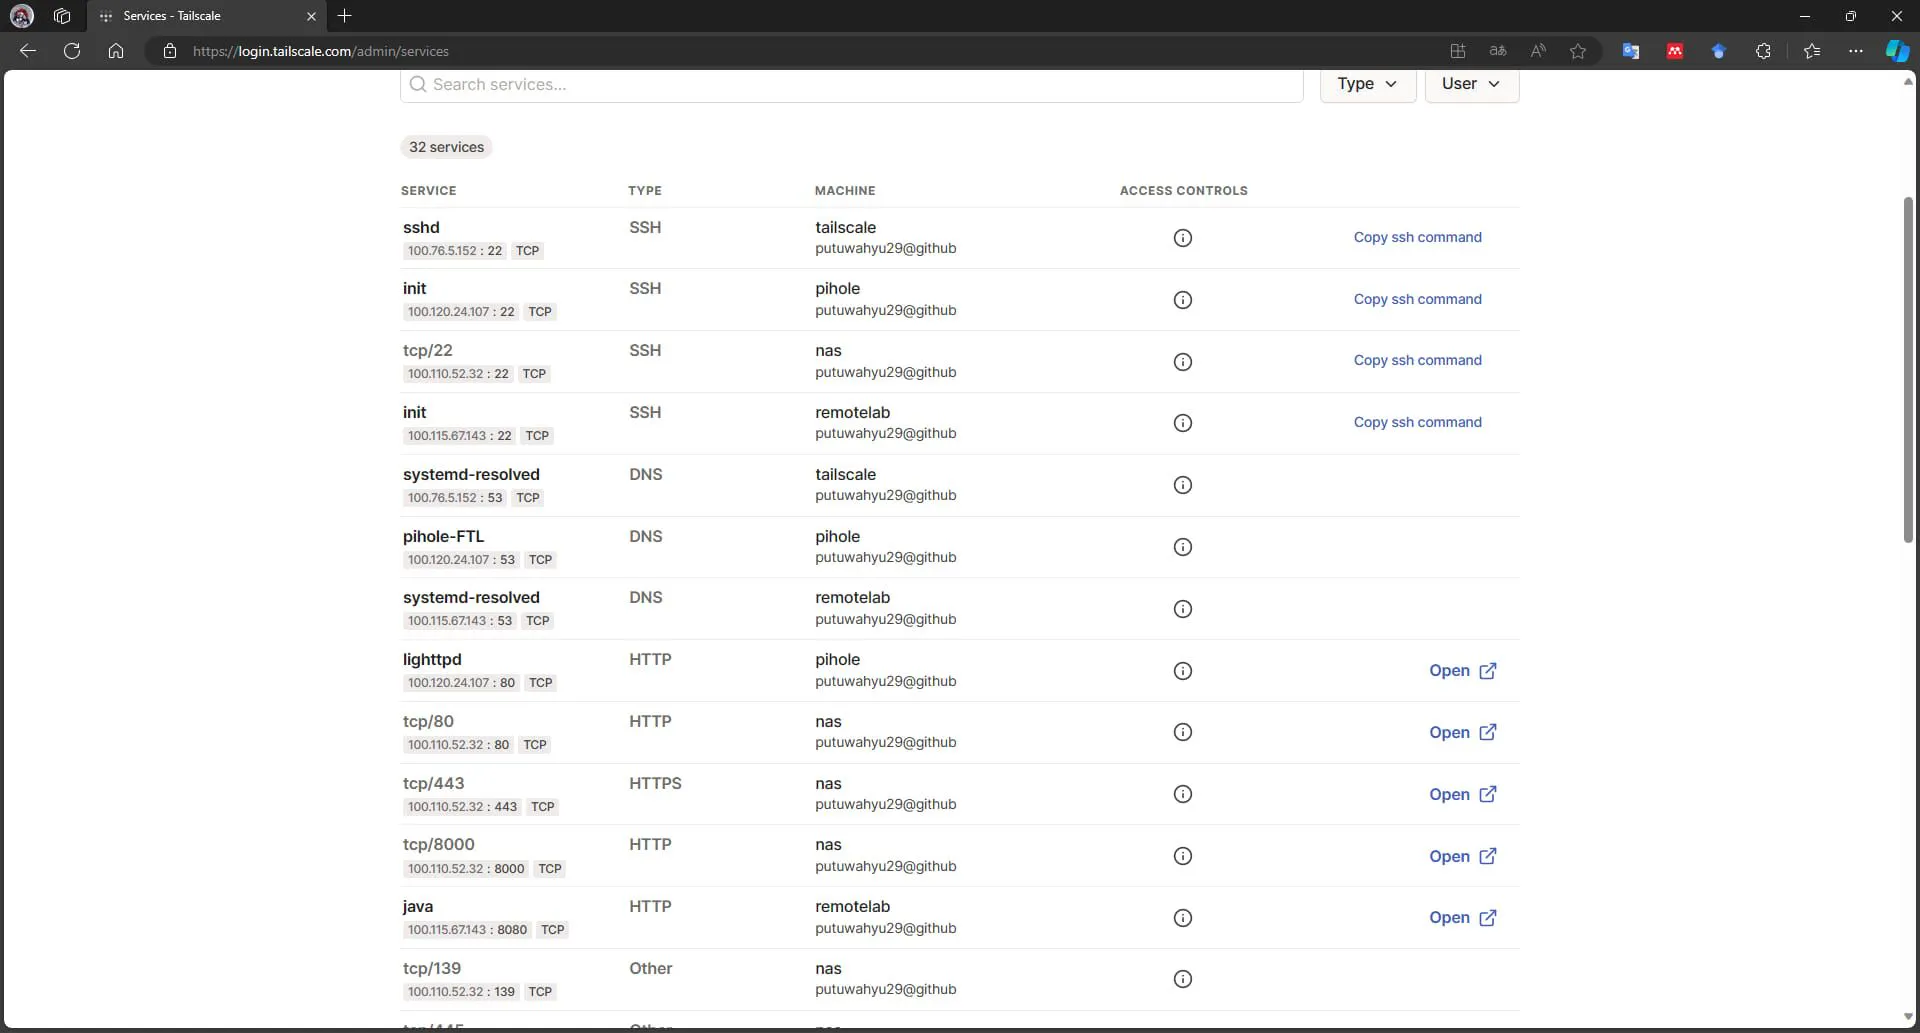 Services - Tailscale
https://login.tailscale.com/admin/services
Search services...
Type
User
32 services
SERVICE TYPE MACHINE ACCESS CONTROLS
sshd SSH tailscale
100.76.5.152 : 22 TCP putuwahyu29@github Copy ssh command
init SSH pihole
100.120.24.107 : 22 TCP putuwahyu29@github Copy ssh command
tcp/22 SSH nas
100.110.52.32 : 22 TCP putuwahyu29@github Copy ssh command
init SSH remotelab
100.115.67.143 : 22 TCP putuwahyu29@github Copy ssh command
systemd-resolved DNS tailscale
100.76.5.152 : 53 TCP putuwahyu29@github
pihole-FTL DNS pihole
100.120.24.107 : 53 TCP putuwahyu29@github
systemd-resolved DNS remotelab
100.115.67.143 : 53 TCP putuwahyu29@github
lighttpd HTTP pihole
100.120.24.107 : 80 TCP putuwahyu29@github Open
tcp/80 HTTP nas
100.110.52.32 : 80 TCP putuwahyu29@github Open
tcp/443 HTTPS nas
100.110.52.32 : 443 TCP putuwahyu29@github Open
tcp/8000 HTTP nas
100.110.52.32 : 8000 TCP putuwahyu29@github Open
java HTTP remotelab
100.115.67.143 : 8080 TCP putuwahyu29@github Open
tcp/139 Other nas
100.110.52.32 : 139 TCP putuwahyu29@github